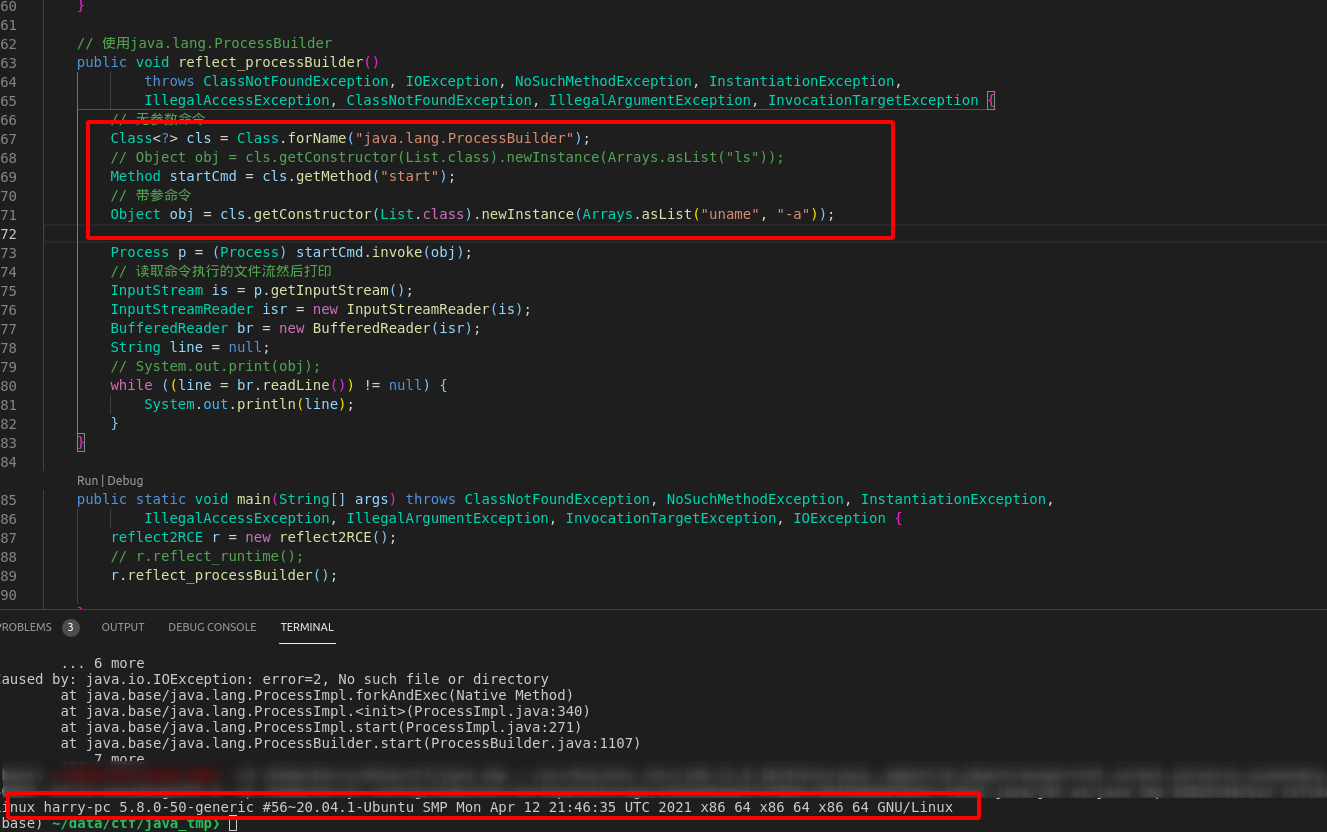 60 }
61
62 // 使用java.lang.ProcessBuilder
63 public void reflect_processBuilder()
64 throws ClassNotFoundException, IOException, NoSuchMethodException, InstantiationException,
65 IllegalAccessException, ClassNotFoundException, IllegalArgumentException, InvocationTargetException {
66 // 无参数命令
67 Class<?> cls = Class.forName("java.lang.ProcessBuilder");
68 // Object obj = cls.getConstructor(List.class).newInstance(Arrays.asList("ls"));
69 Method startCmd = cls.getMethod("start");
70 // 带参命令
71 Object obj = cls.getConstructor(List.class).newInstance(Arrays.asList("uname", "-a"));
72
73 Process p = (Process) startCmd.invoke(obj);
74 // 读取命令执行的文件流然后打印
75 InputStream is = p.getInputStream();
76 InputStreamReader isr = new InputStreamReader(is);
77 BufferedReader br = new BufferedReader(isr);
78 String line = null;
79 // System.out.print(obj);
80 while ((line = br.readLine()) != null) {
81 System.out.println(line);
82 }
83 }
84
Run | Debug
85 public static void main(String[] args) throws ClassNotFoundException, NoSuchMethodException, InstantiationException,
86 IllegalAccessException, IllegalArgumentException, InvocationTargetException, IOException {
87 reflect2RCE r = new reflect2RCE();
88 // r.reflect_runtime();
89 r.reflect_processBuilder();
90
}
ROBLEMS 3 OUTPUT DEBUG CONSOLE TERMINAL
... 6 more
aused by: java.io.IOException: error=2, No such file or directory
at java.base/java.lang.ProcessImpl.forkAndExec(Native Method)
at java.base/java.lang.ProcessImpl.<init>(ProcessImpl.java:340)
at java.base/java.lang.ProcessImpl.start(ProcessImpl.java:271)
at java.base/java.lang.ProcessBuilder.start(ProcessBuilder.java:1107)
... 7 more
inux harry-pc 5.8.0-50-generic #56~20.04.1-Ubuntu SMP Mon Apr 12 21:46:35 UTC 2021 x86_64 x86_64 x86_64 GNU/Linux
base) ~/data/ctf/java_tmp❯